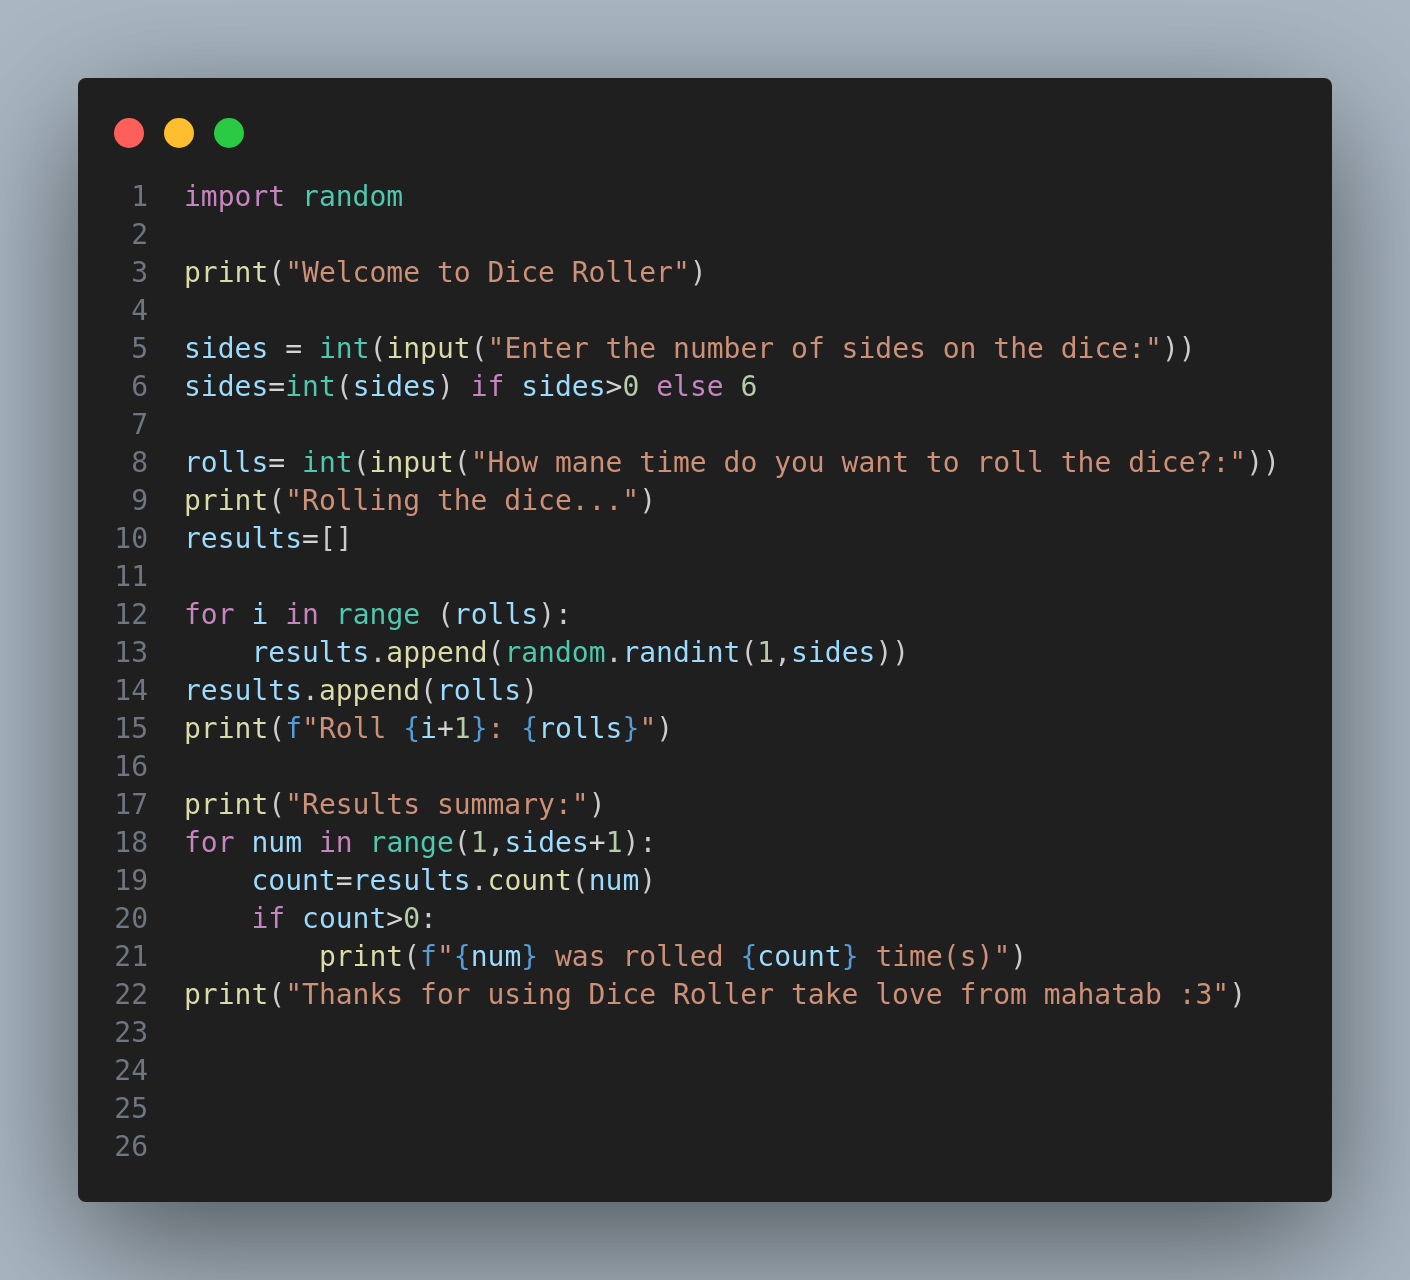 1 import random
2
3 print("Welcome to Dice Roller")
4
5 sides = int(input("Enter the number of sides on the dice:"))
6 sides=int(sides) if sides>0 else 6
7
8 rolls= int(input("How mane time do you want to roll the dice?:"))
9 print("Rolling the dice...")
10 results=[]
11
12 for i in range (rolls):
13     results.append(random.randint(1,sides))
14 results.append(rolls)
15 print(f"Roll {i+1}: {rolls}")
16
17 print("Results summary:")
18 for num in range(1,sides+1):
19     count=results.count(num)
20     if count>0:
21         print(f"{num} was rolled {count} time(s)")
22 print("Thanks for using Dice Roller take love from mahatab :3")
23
24
25
26